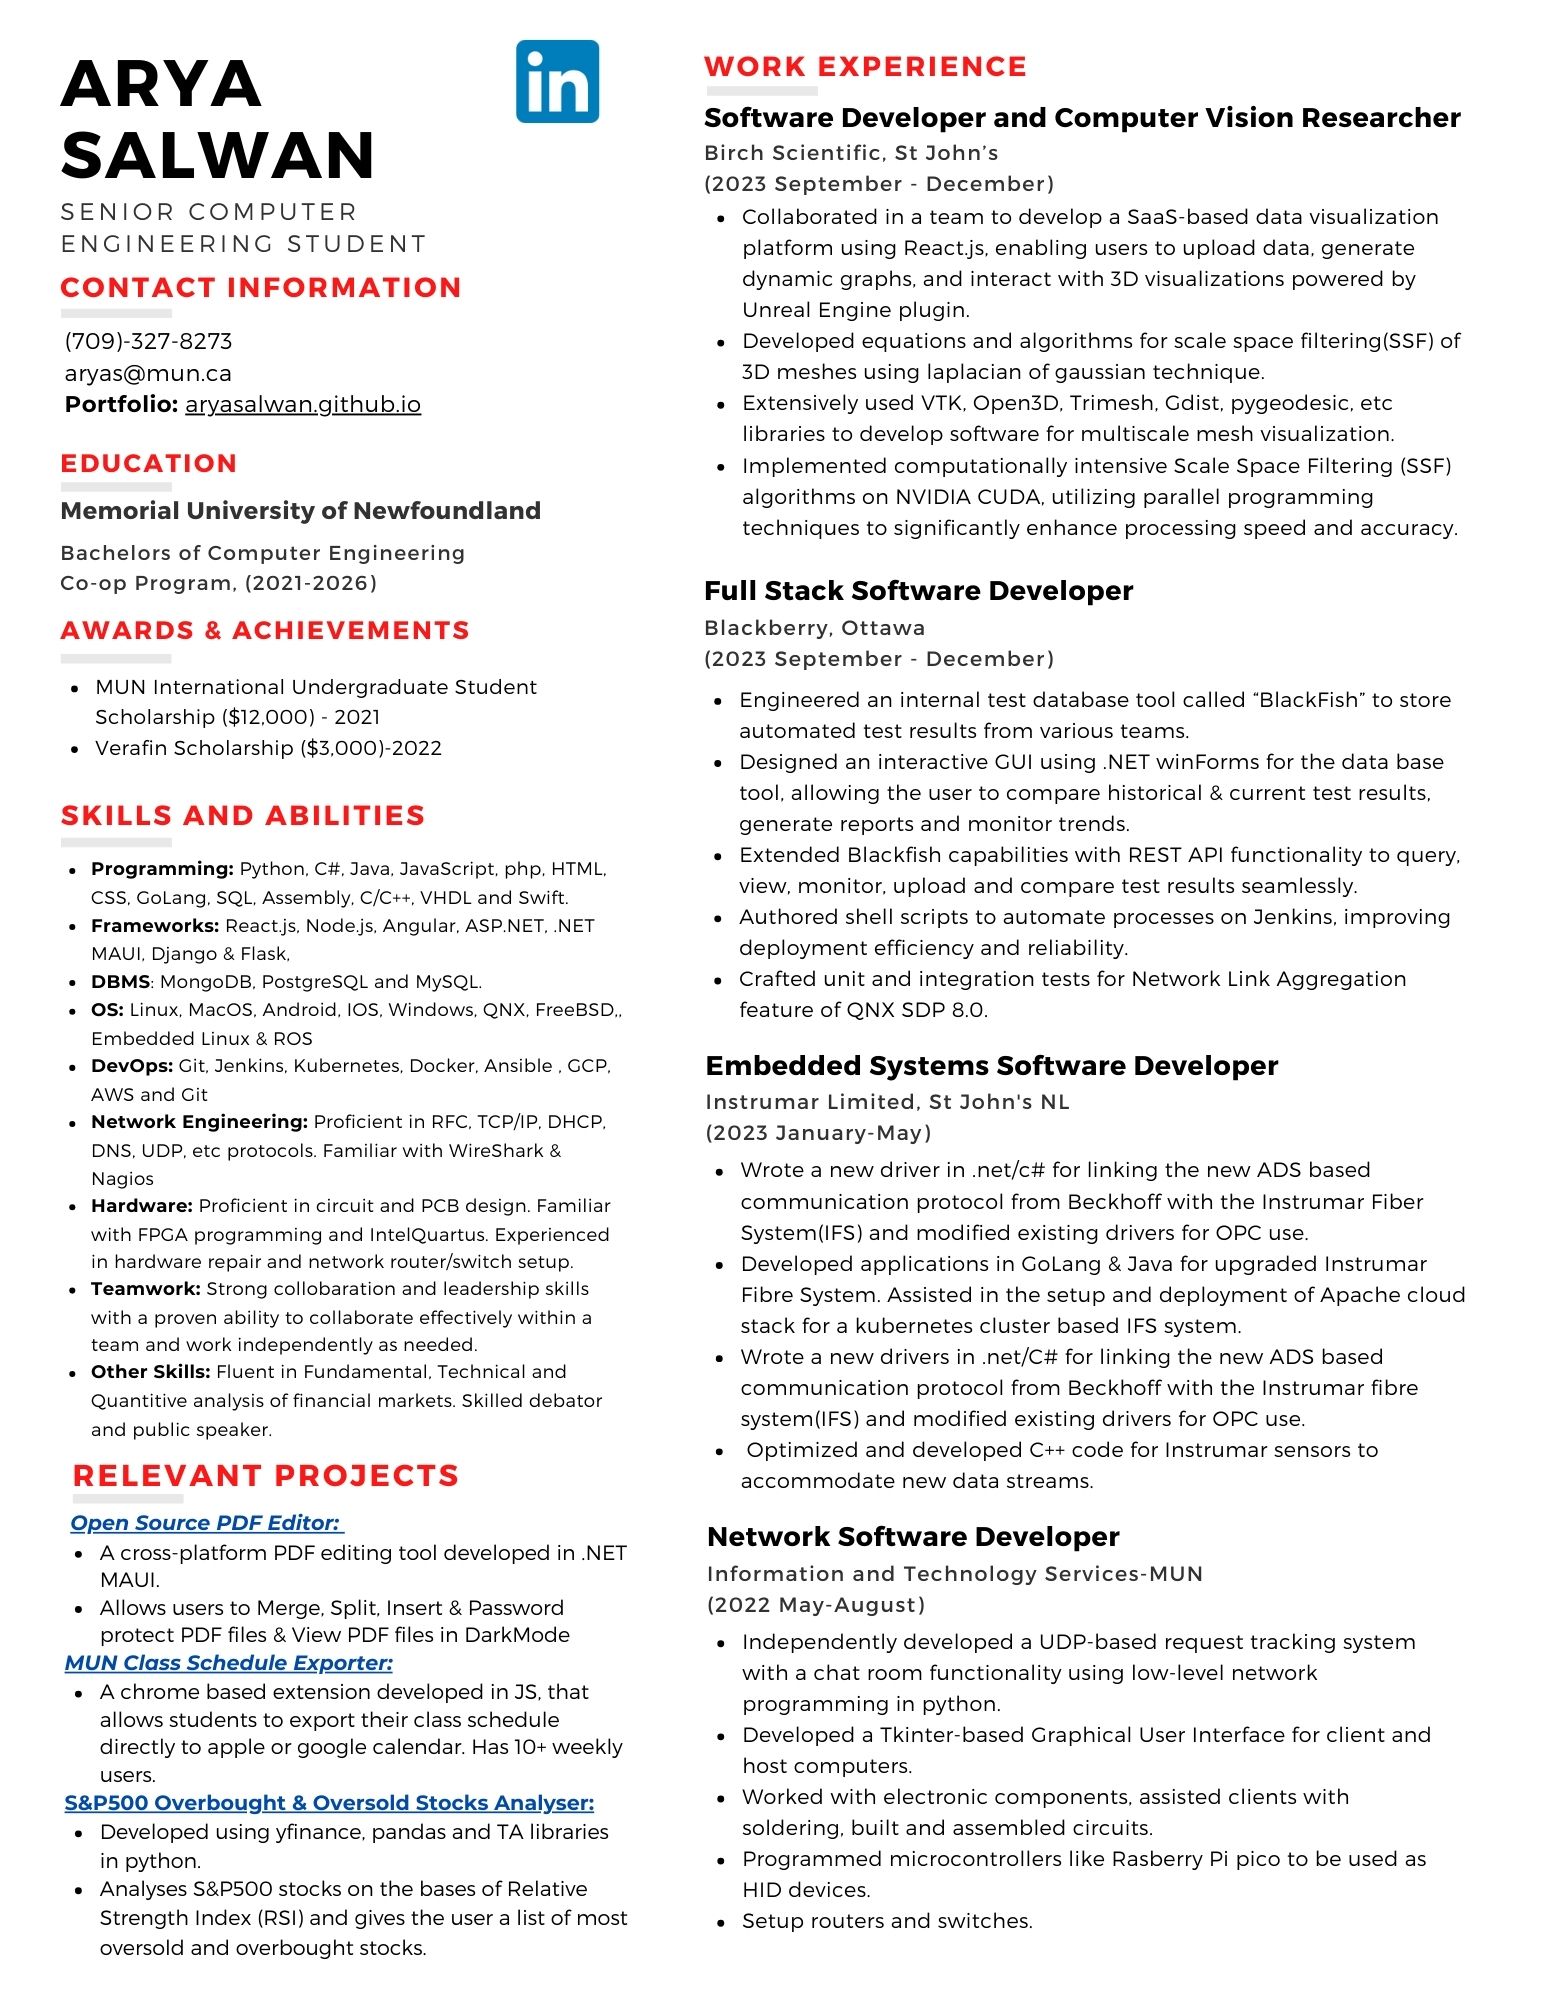 ARYA
SALWAN
in
SENIOR COMPUTER
ENGINEERING STUDENT
CONTACT INFORMATION
(709)-327-8273
aryas@mun.ca
Portfolio: aryasalwan.github.io
EDUCATION
Memorial University of Newfoundland
Bachelors of Computer Engineering
Co-op Program, (2021-2026)
AWARDS & ACHIEVEMENTS
• MUN International Undergraduate Student
Scholarship ($12,000) - 2021
• Verafin Scholarship ($3,000)-2022
SKILLS AND ABILITIES
• Programming: Python, C#, Java, JavaScript, php, HTML,
CSS, GoLang, SQL, Assembly, C/C++, VHDL and Swift.
• Frameworks: React.js, Node.js, Angular, ASP.NET, .NET
MAUI, Django & Flask,
• DBMS: MongoDB, PostgreSQL and MySQL.
• OS: Linux, MacOS, Android, IOS, Windows, QNX, FreeBSD,,
Embedded Linux & ROS
• DevOps: Git, Jenkins, Kubernetes, Docker, Ansible , GCP,
AWS and Git
• Network Engineering: Proficient in RFC, TCP/IP, DHCP,
DNS, UDP, etc protocols. Familiar with WireShark &
Nagios
• Hardware: Proficient in circuit and PCB design. Familiar
with FPGA programming and IntelQuartus. Experienced
in hardware repair and network router/switch setup.
• Teamwork: Strong collobaration and leadership skills
with a proven ability to collaborate effectively within a
team and work independently as needed.
• Other Skills: Fluent in Fundamental, Technical and
Quantitive analysis of financial markets. Skilled debator
and public speaker.
RELEVANT PROJECTS
Open Source PDF Editor:
• A cross-platform PDF editing tool developed in .NET
MAUI.
• Allows users to Merge, Split, Insert & Password
protect PDF files & View PDF files in DarkMode
MUN Class Schedule Exporter:
• A chrome based extension developed in JS, that
allows students to export their class schedule
directly to apple or google calendar. Has 10+ weekly
users.
S&P500 Overbought & Oversold Stocks Analyser:
• Developed using yfinance, pandas and TA libraries
in python.
• Analyses S&P500 stocks on the bases of Relative
Strength Index (RSI) and gives the user a list of most
oversold and overbought stocks.
WORK EXPERIENCE
Software Developer and Computer Vision Researcher
Birch Scientific, St John’s
(2023 September - December)
• Collaborated in a team to develop a SaaS-based data visualization
platform using React.js, enabling users to upload data, generate
dynamic graphs, and interact with 3D visualizations powered by
Unreal Engine plugin.
• Developed equations and algorithms for scale space filtering(SSF) of
3D meshes using laplacian of gaussian technique.
• Extensively used VTK, Open3D, Trimesh, Gdist, pygeodesic, etc
libraries to develop software for multiscale mesh visualization.
• Implemented computationally intensive Scale Space Filtering (SSF)
algorithms on NVIDIA CUDA, utilizing parallel programming
techniques to significantly enhance processing speed and accuracy.
Full Stack Software Developer
Blackberry, Ottawa
(2023 September - December)
• Engineered an internal test database tool called “BlackFish” to store
automated test results from various teams.
• Designed an interactive GUI using .NET winForms for the data base
tool, allowing the user to compare historical & current test results,
generate reports and monitor trends.
• Extended Blackfish capabilities with REST API functionality to query,
view, monitor, upload and compare test results seamlessly.
• Authored shell scripts to automate processes on Jenkins, improving
deployment efficiency and reliability.
• Crafted unit and integration tests for Network Link Aggregation
feature of QNX SDP 8.0.
Embedded Systems Software Developer
Instrumar Limited, St John's NL
(2023 January-May)
• Wrote a new driver in .net/c# for linking the new ADS based
communication protocol from Beckhoff with the Instrumar Fiber
System(IFS) and modified existing drivers for OPC use.
• Developed applications in GoLang & Java for upgraded Instrumar
Fibre System. Assisted in the setup and deployment of Apache cloud
stack for a kubernetes cluster based IFS system.
• Wrote a new drivers in .net/C# for linking the new ADS based
communication protocol from Beckhoff with the Instrumar fibre
system(IFS) and modified existing drivers for OPC use.
• Optimized and developed C++ code for Instrumar sensors to
accommodate new data streams.
Network Software Developer
Information and Technology Services-MUN
(2022 May-August)
• Independently developed a UDP-based request tracking system
with a chat room functionality using low-level network
programming in python.
• Developed a Tkinter-based Graphical User Interface for client and
host computers.
• Worked with electronic components, assisted clients with
soldering, built and assembled circuits.
• Programmed microcontrollers like Rasberry Pi pico to be used as
HID devices.
• Setup routers and switches.